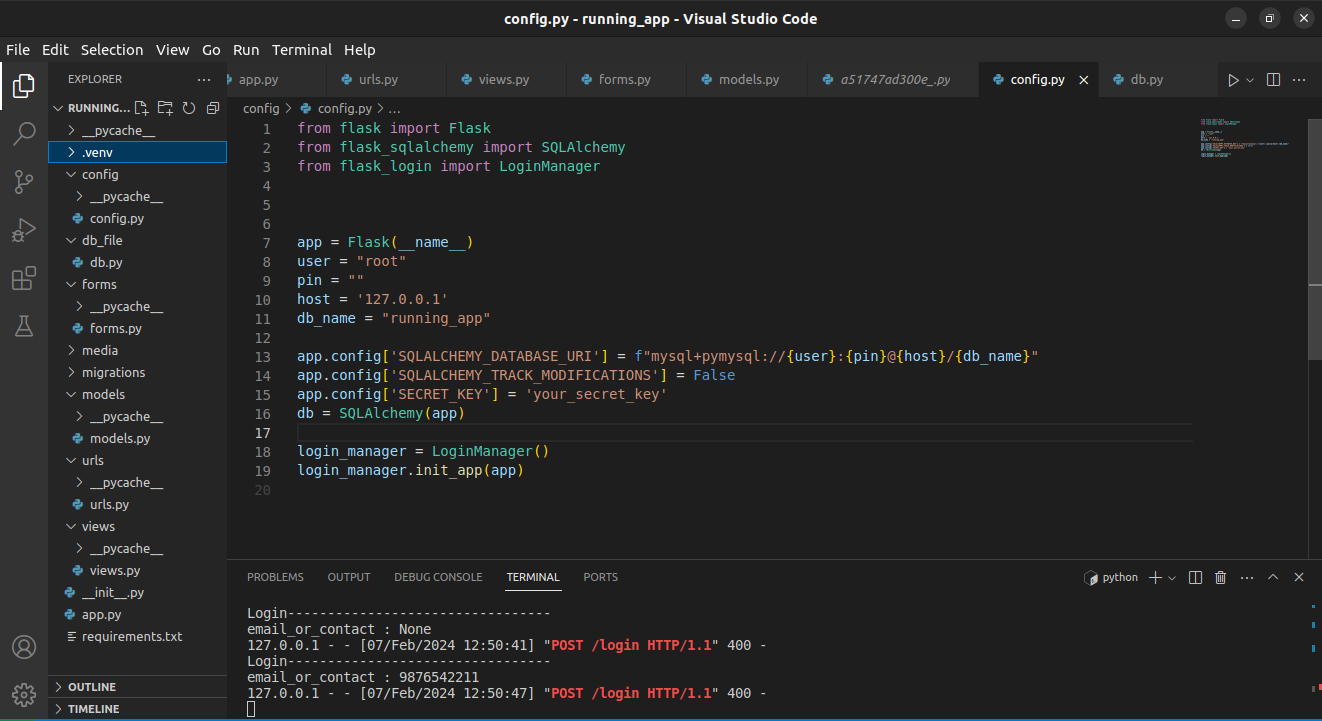 config.py - running_app - Visual Studio Code
File Edit Selection View Go Run Terminal Help
EXPLORER ...
app.py urls.py views.py forms.py models.py a51747ad300e_.py config.py db.py
RUNNING...
config > config.py > ...
__pycache__
.venv
config
__pycache__
config.py
db_file
db.py
forms
__pycache__
forms.py
media
migrations
models
__pycache__
models.py
urls
__pycache__
urls.py
views
__pycache__
views.py
__init__.py
app.py
requirements.txt
OUTLINE
TIMELINE
1 from flask import Flask
2 from flask_sqlalchemy import SQLAlchemy
3 from flask_login import LoginManager
4
5
6
7 app = Flask(__name__)
8 user = "root"
9 pin = ""
10 host = '127.0.0.1'
11 db_name = "running_app"
12
13 app.config['SQLALCHEMY_DATABASE_URI'] = f"mysql+pymysql://{user}:{pin}@{host}/{db_name}"
14 app.config['SQLALCHEMY_TRACK_MODIFICATIONS'] = False
15 app.config['SECRET_KEY'] = 'your_secret_key'
16 db = SQLAlchemy(app)
17
18 login_manager = LoginManager()
19 login_manager.init_app(app)
20
PROBLEMS OUTPUT DEBUG CONSOLE TERMINAL PORTS python
Login---------------------------------
email_or_contact : None
127.0.0.1 - - [07/Feb/2024 12:50:41] "POST /login HTTP/1.1" 400 -
Login---------------------------------
email_or_contact : 9876542211
127.0.0.1 - - [07/Feb/2024 12:50:47] "POST /login HTTP/1.1" 400 -